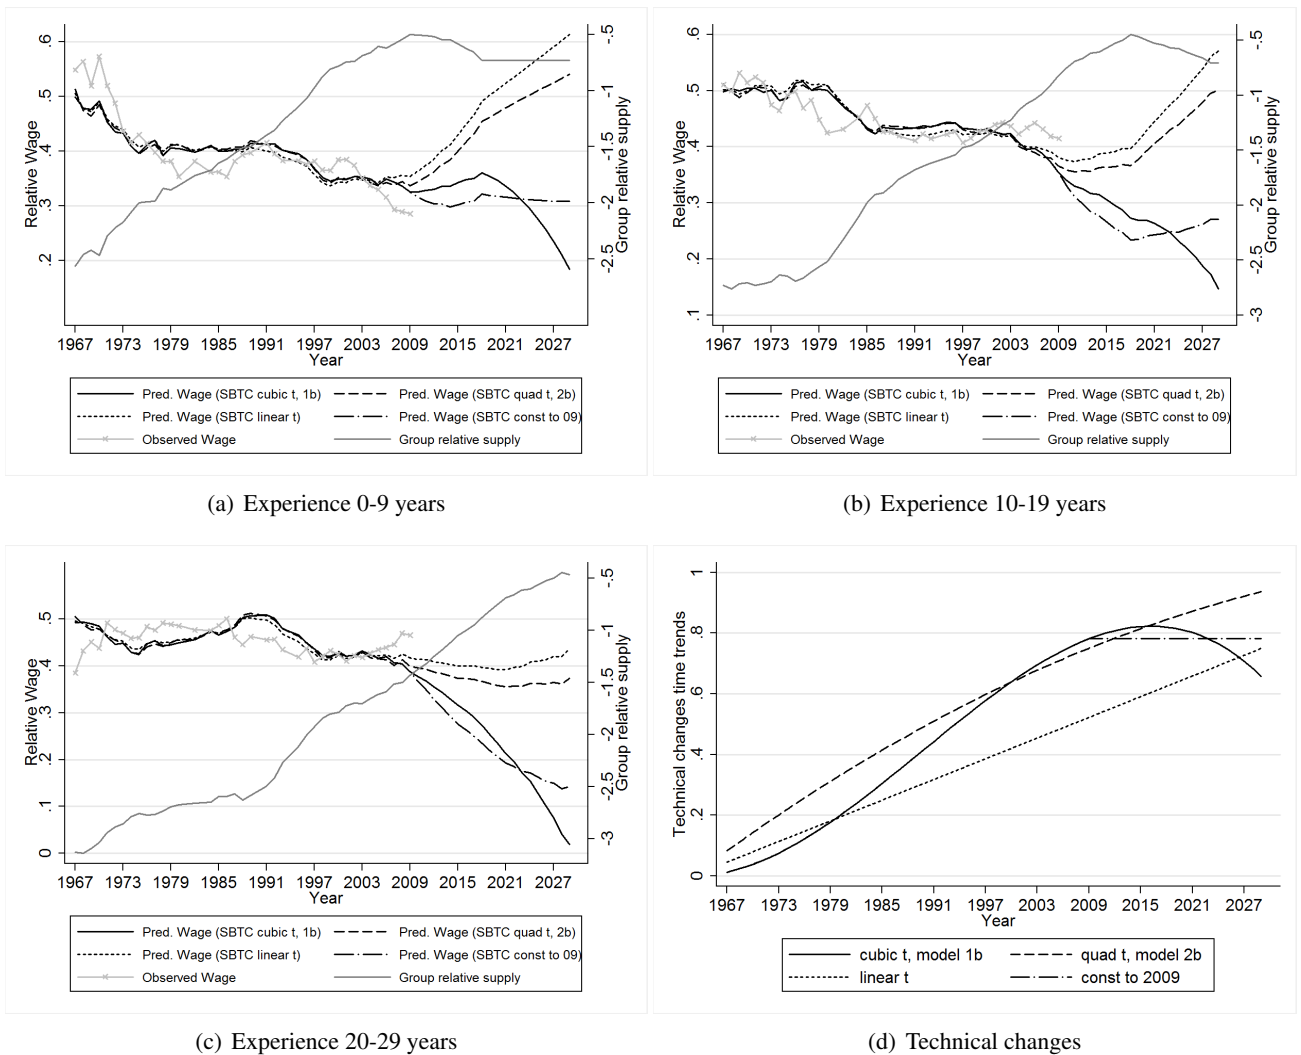 .6
.5
.4
.3
.2
Relative Wage
-.5
-1
-1.5
-2
-2.5
Group relative supply
1967 1973 1979 1985 1991 1997 2003 2009 2015 2021 2027
Year
Pred. Wage (SBTC cubic t, 1b) Pred. Wage (SBTC quad t, 2b)
Pred. Wage (SBTC linear t) Pred. Wage (SBTC const to 09)
Observed Wage Group relative supply
(a) Experience 0-9 years
.6
.5
.4
.3
.2
.1
Relative Wage
-.5
-1
-1.5
-2
-2.5
-3
Group relative supply
1967 1973 1979 1985 1991 1997 2003 2009 2015 2021 2027
Year
Pred. Wage (SBTC cubic t, 1b) Pred. Wage (SBTC quad t, 2b)
Pred. Wage (SBTC linear t) Pred. Wage (SBTC const to 09)
Observed Wage Group relative supply
(b) Experience 10-19 years
.5
.4
.3
.2
.1
0
Relative Wage
-.5
-1
-1.5
-2
-2.5
-3
Group relative supply
1967 1973 1979 1985 1991 1997 2003 2009 2015 2021 2027
Year
Pred. Wage (SBTC cubic t, 1b) Pred. Wage (SBTC quad t, 2b)
Pred. Wage (SBTC linear t) Pred. Wage (SBTC const to 09)
Observed Wage Group relative supply
(c) Experience 20-29 years
1
.8
.6
.4
.2
0
Technical changes time trends
1967 1973 1979 1985 1991 1997 2003 2009 2015 2021 2027
Year
cubic t, model 1b quad t, model 2b
linear t const to 2009
(d) Technical changes